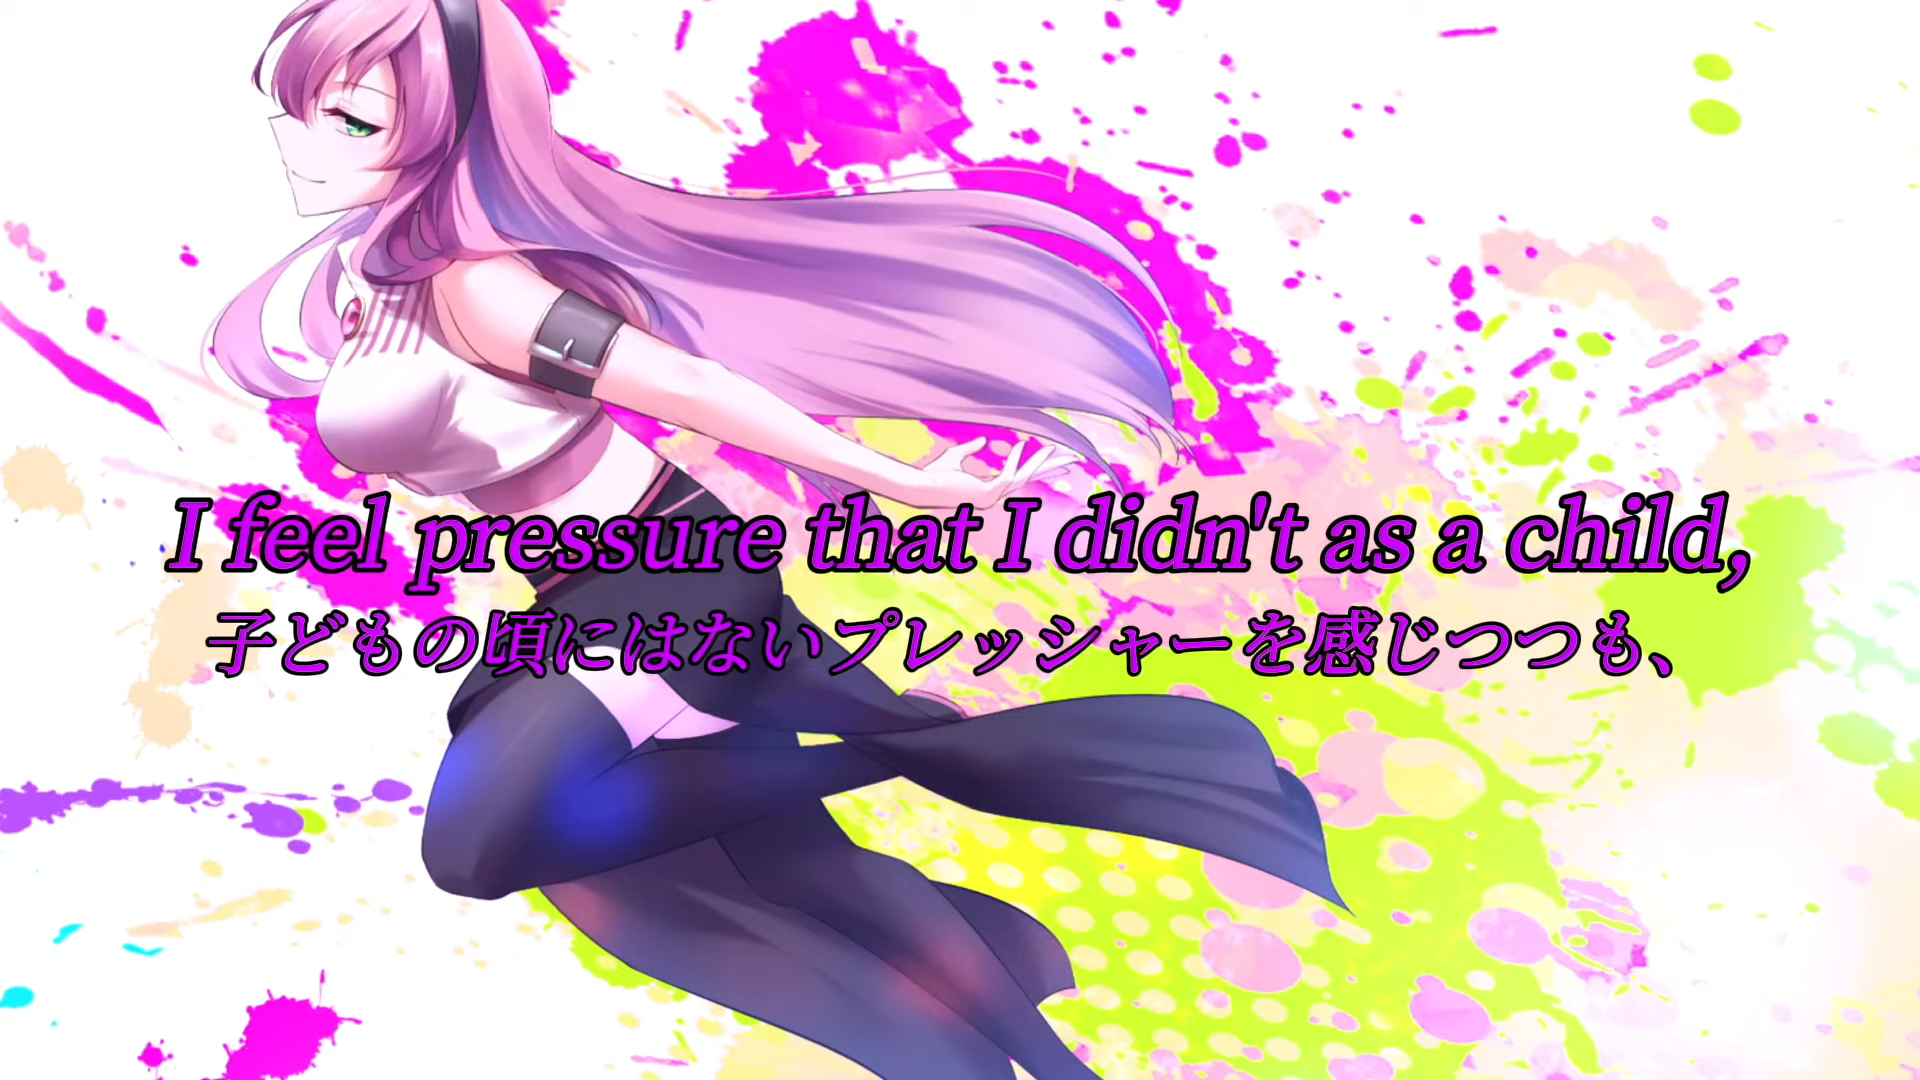 I feel pressure that I didn't as a child,
子どもの頃にはないプレッシャーを感じつつも、